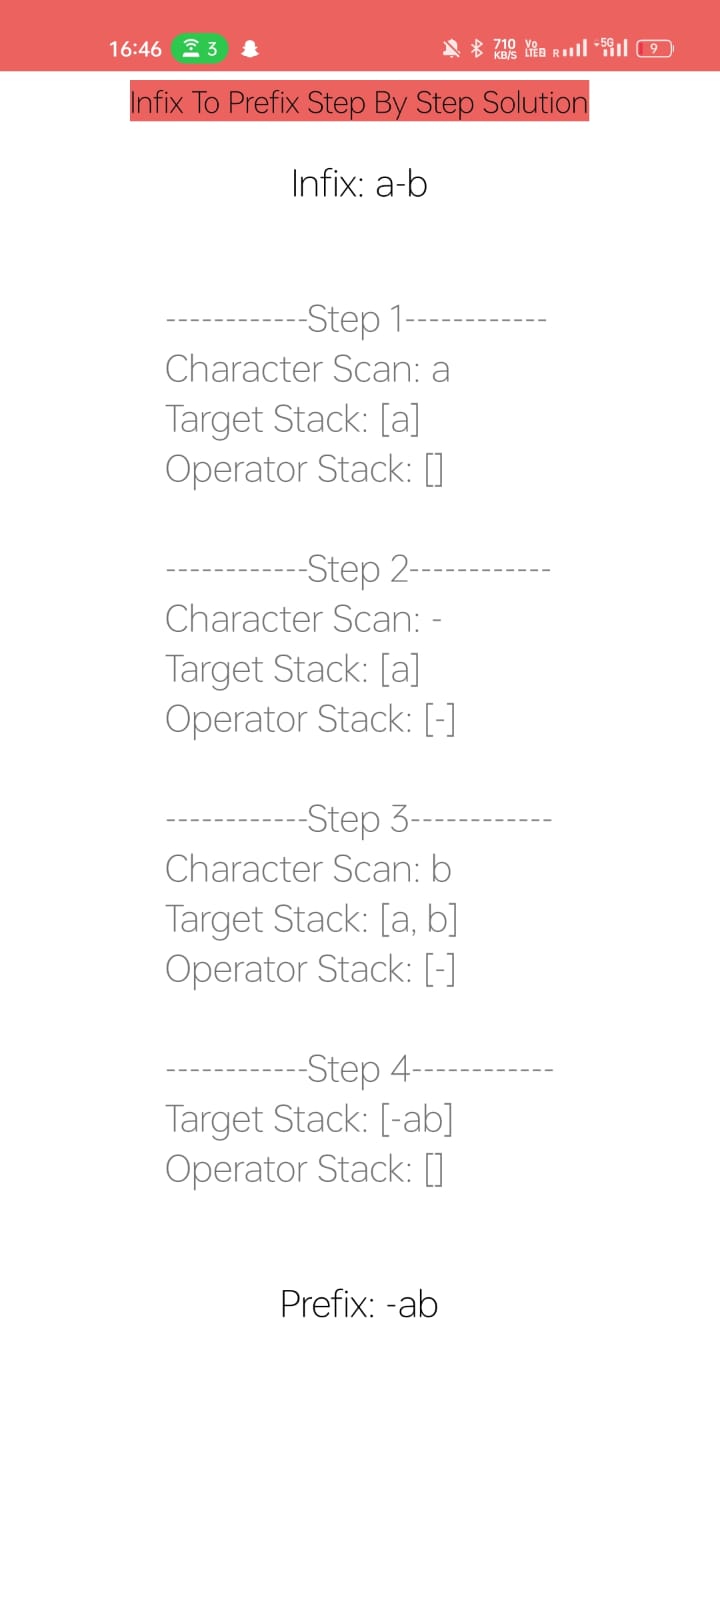 16:46 3 710 KB/S Vo LTE R 5G 9
Infix To Prefix Step By Step Solution
Infix: a-b
------------Step 1------------
Character Scan: a
Target Stack: [a]
Operator Stack: []
------------Step 2------------
Character Scan: -
Target Stack: [a]
Operator Stack: [-]
------------Step 3------------
Character Scan: b
Target Stack: [a, b]
Operator Stack: [-]
------------Step 4------------
Target Stack: [-ab]
Operator Stack: []
Prefix: -ab